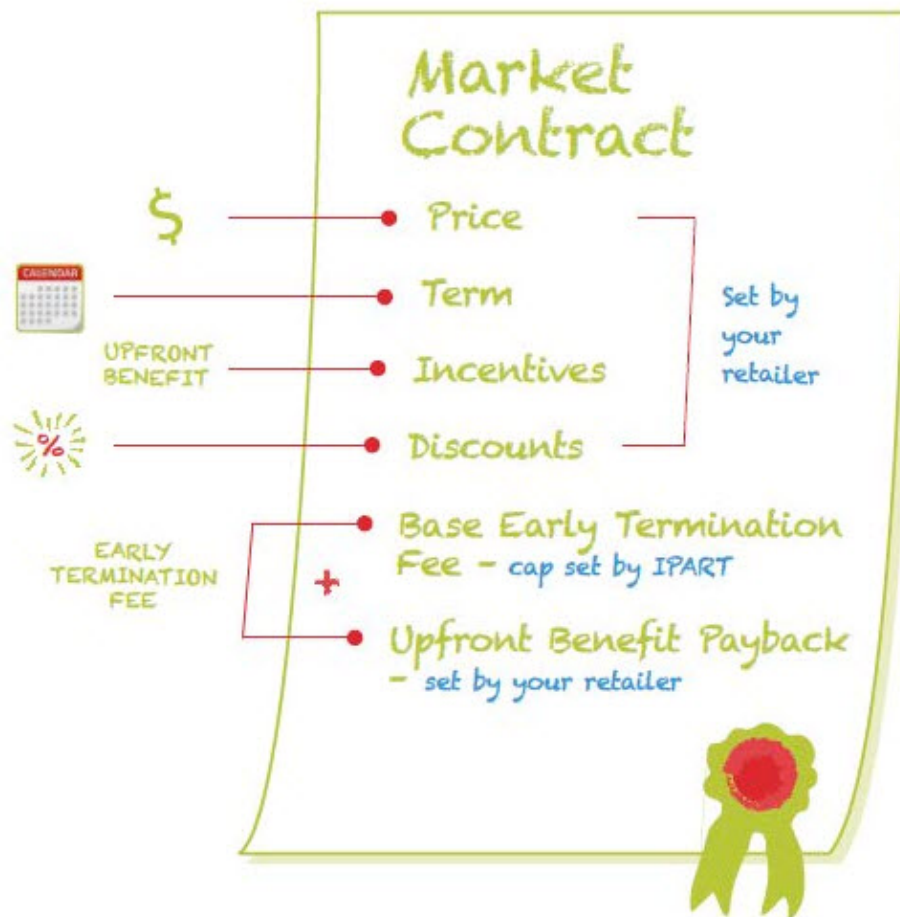 Market
Contract
$
Price
CALENDAR
Term
Set by
your
retailer
UPFRONT
BENEFIT
Incentives
%
Discounts
Base Early Termination
Fee - cap set by IPART
EARLY
TERMINATION
FEE
+
Upfront Benefit Payback
- set by your retailer